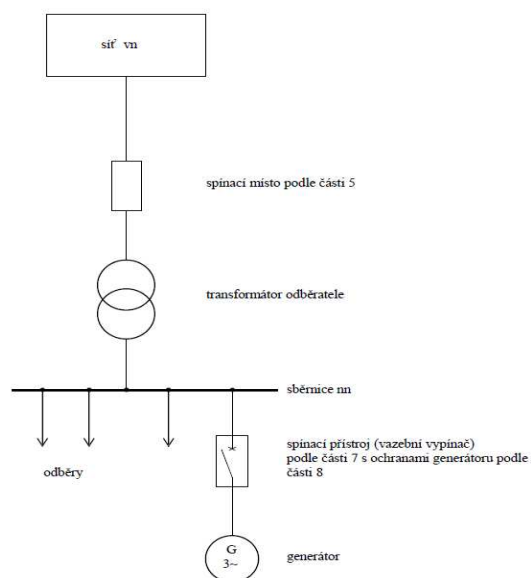 síť vn
spínací místo podle části 5
transformátor odběratele
sběrnice nn
odběry
spínací přístroj (vazební vypínač)
podle části 7 s ochranami generátoru podle
části 8
G
3~
generátor